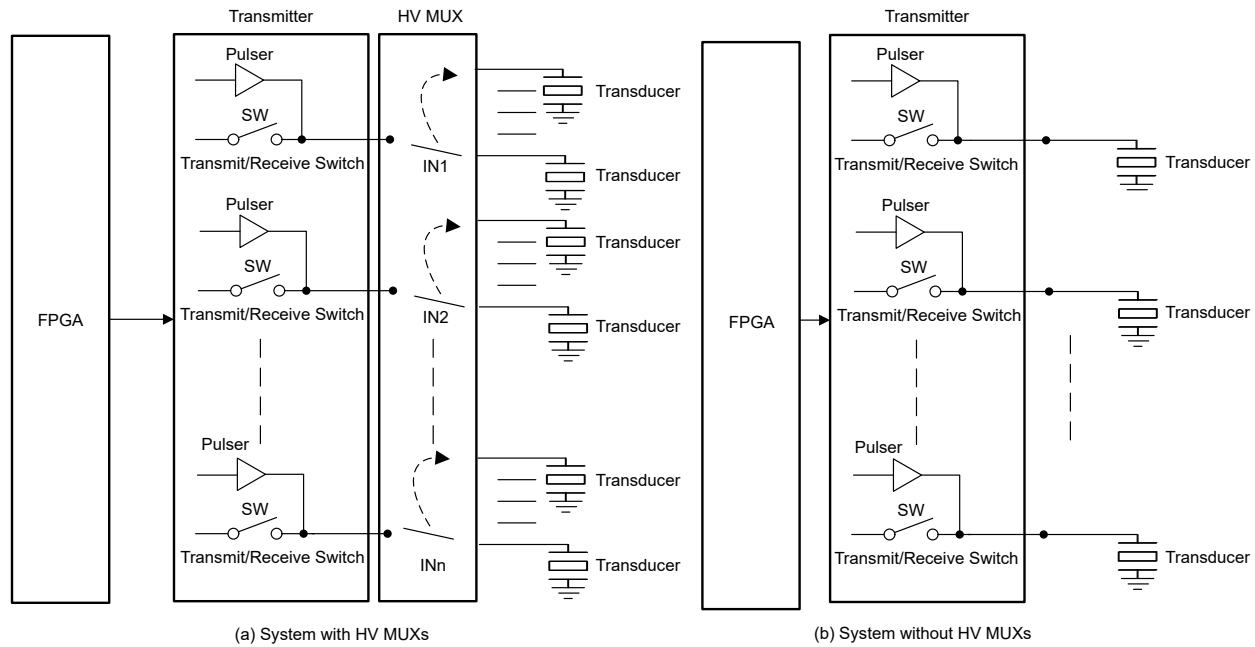 Transmitter
HV MUX
FPGA
Pulser
SW
Transmit/Receive Switch
IN1
Transducer
Transducer
Pulser
SW
Transmit/Receive Switch
IN2
Transducer
Transducer
Pulser
SW
Transmit/Receive Switch
INn
Transducer
Transducer
(a) System with HV MUXs
Transmitter
FPGA
Pulser
SW
Transmit/Receive Switch
Transducer
Pulser
SW
Transmit/Receive Switch
Transducer
Pulser
SW
Transmit/Receive Switch
Transducer
(b) System without HV MUXs